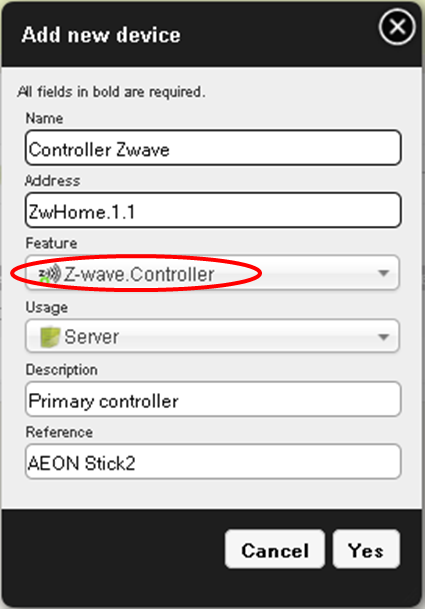 Add new device
All fields in bold are required.
Name
Controller Zwave
Address
ZwHome.1.1
Feature
Z-wave.Controller
Usage
Server
Description
Primary controller
Reference
AEON Stick2
Cancel Yes